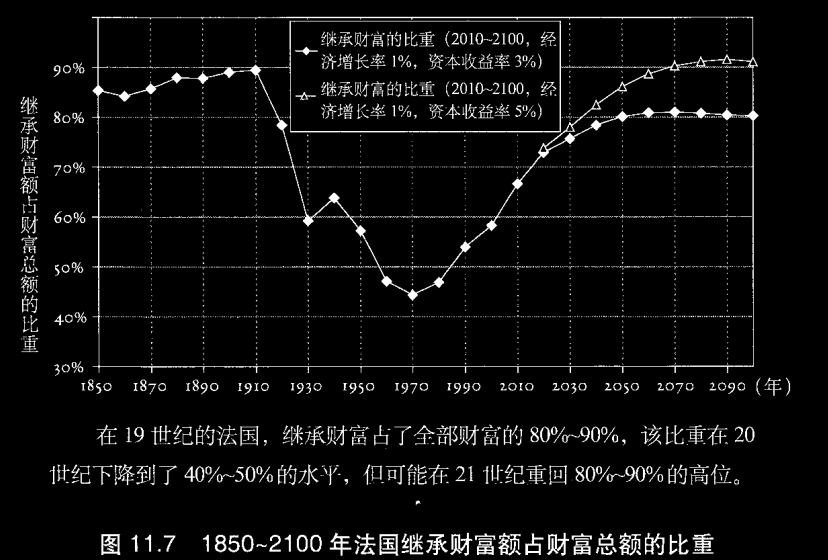 继承财富的比重（2010~2100，经
济增长率1%，资本收益率3%）
继承财富的比重（2010~2100，经
济增长率1%，资本收益率5%）
继承财富额占财富总额的比重
90%
80%
70%
60%
50%
40%
30%
1850 1870 1890 1910 1930 1950 1970 1990 2010 2030 2050 2070 2090 （年）
在 19 世纪的法国，继承财富占了全部财富的 80%~90%，该比重在 20
世纪下降到了 40%~50% 的水平，但可能在 21 世纪重回 80%~90% 的高位。
图 11.7 1850~2100 年法国继承财富额占财富总额的比重